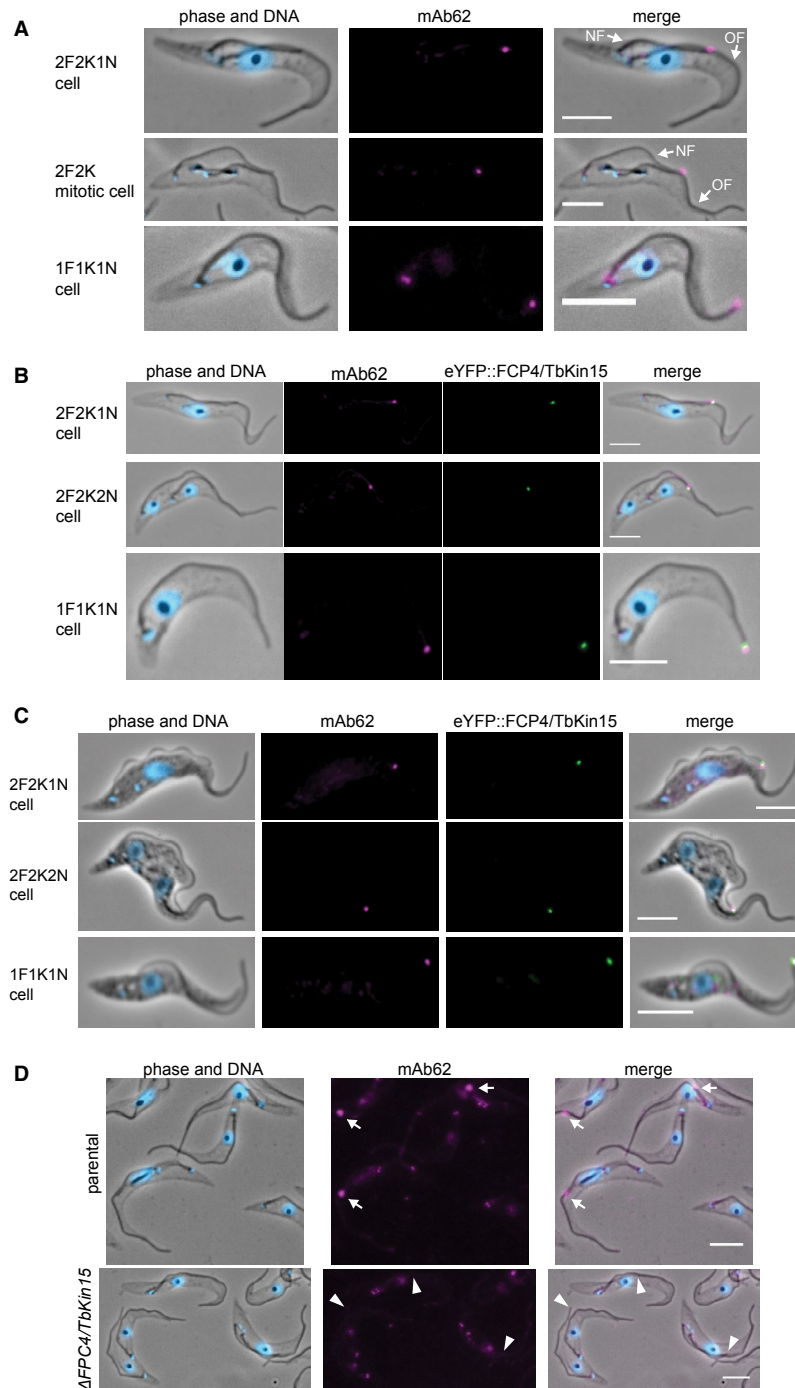 A
phase and DNA
mAb62
merge
2F2K1N
cell
NF
OF
2F2K
mitotic cell
NF
OF
1F1K1N
cell
B
phase and DNA
mAb62
eYFP::FCP4/TbKin15
merge
2F2K1N
cell
2F2K2N
cell
1F1K1N
cell
C
phase and DNA
mAb62
eYFP::FCP4/TbKin15
merge
2F2K1N
cell
2F2K2N
cell
1F1K1N
cell
D
phase and DNA
mAb62
merge
parental
ΔFPC4/TbKin15